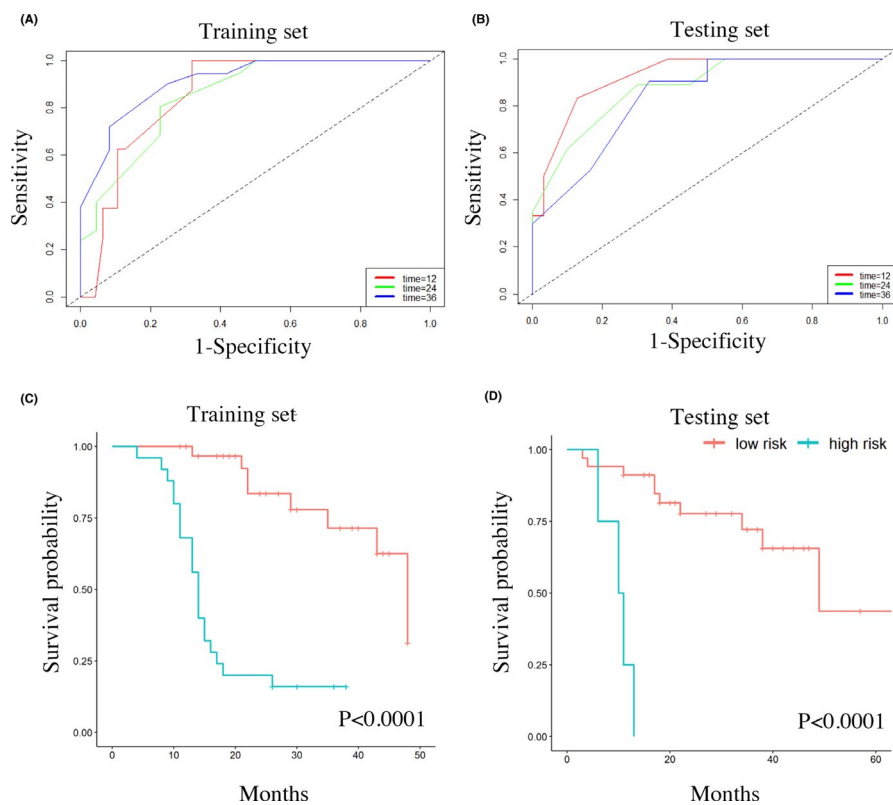 (A)
Training set
Sensitivity
1.0
0.8
0.6
0.4
0.2
0.0
time=12
time=24
time=36
0.0 0.2 0.4 0.6 0.8 1.0
1-Specificity
(B)
Testing set
Sensitivity
1.0
0.8
0.6
0.4
0.2
0.0
time=12
time=24
time=36
0.0 0.2 0.4 0.6 0.8 1.0
1-Specificity
(C)
Training set
Survival probability
1.00
0.75
0.50
0.25
0.00
P<0.0001
0 10 20 30 40 50
Months
(D)
Testing set
low risk high risk
Survival probability
1.00
0.75
0.50
0.25
0.00
P<0.0001
0 20 40 60
Months